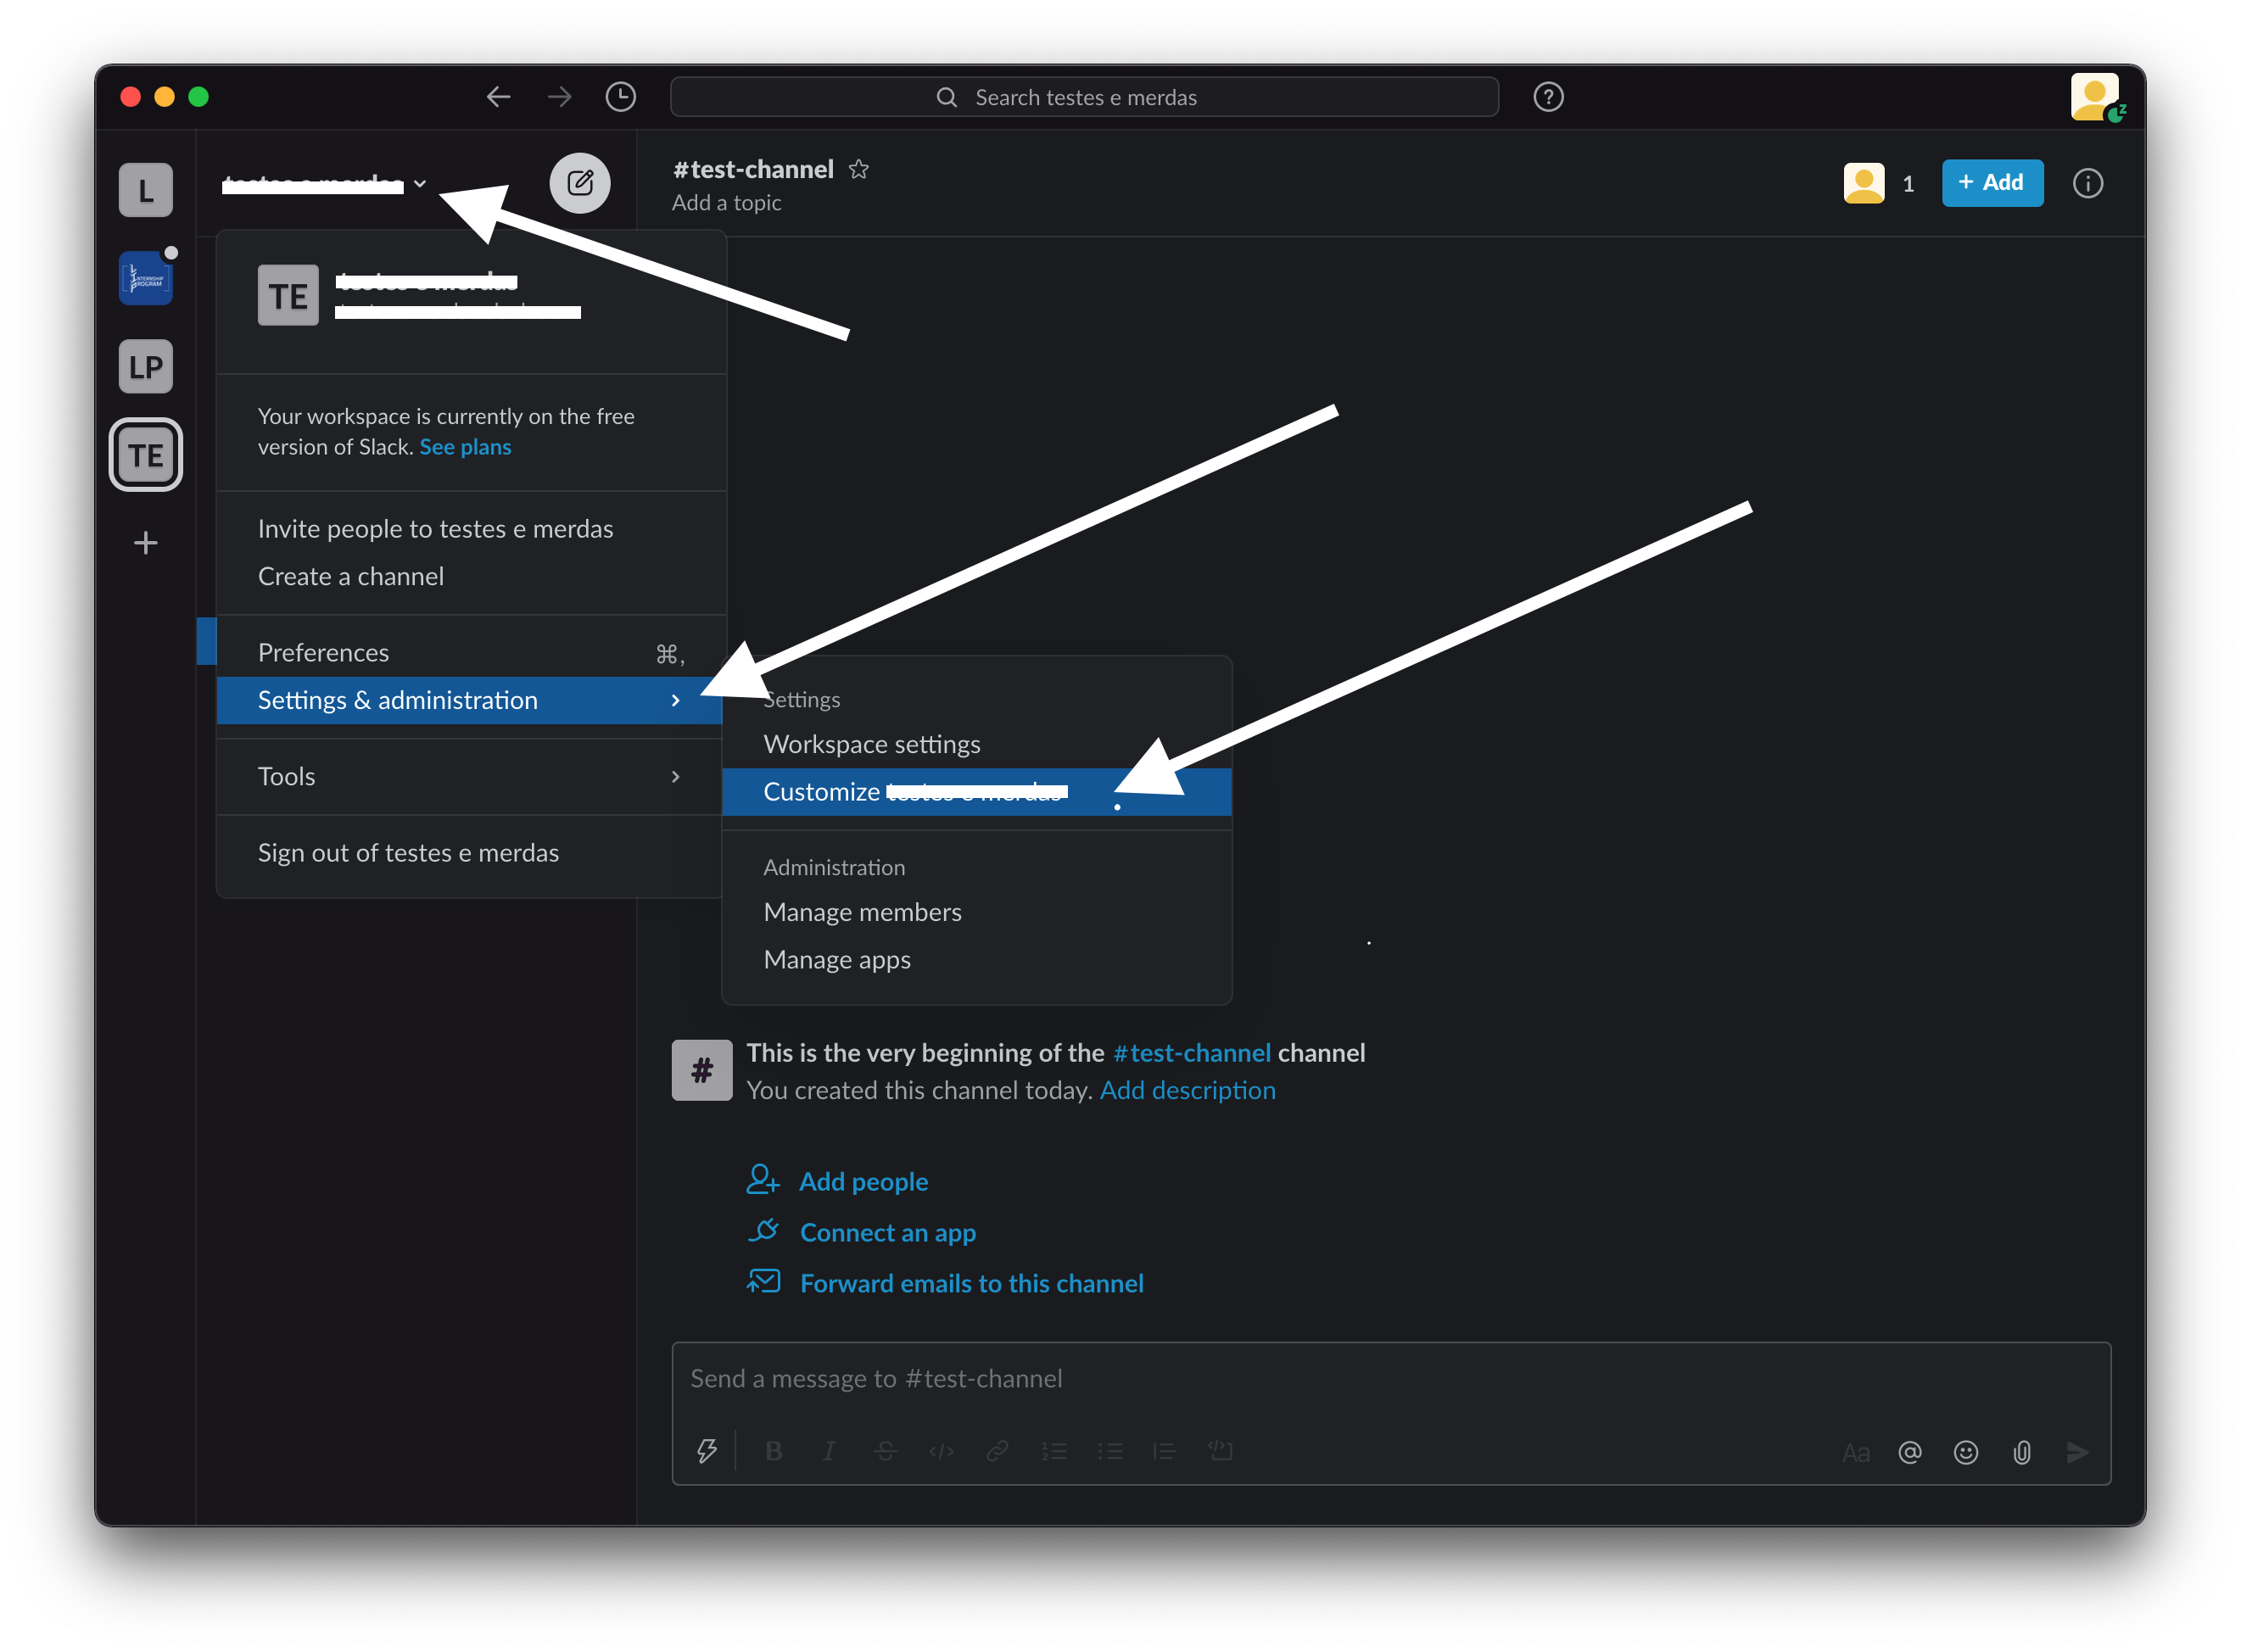 Search testes e merdas
L
#test-channel
Add a topic
1
+ Add
INTERNSHIP
PROGRAM
TE
LP
Your workspace is currently on the free
version of Slack. See plans
TE
Invite people to testes e merdas
Create a channel
Preferences ⌘,
Settings & administration
Settings
Workspace settings
Customize
Tools
Sign out of testes e merdas
Administration
Manage members
Manage apps
# This is the very beginning of the #test-channel channel
You created this channel today. Add description
Add people
Connect an app
Forward emails to this channel
Send a message to #test-channel
B I S Aa @